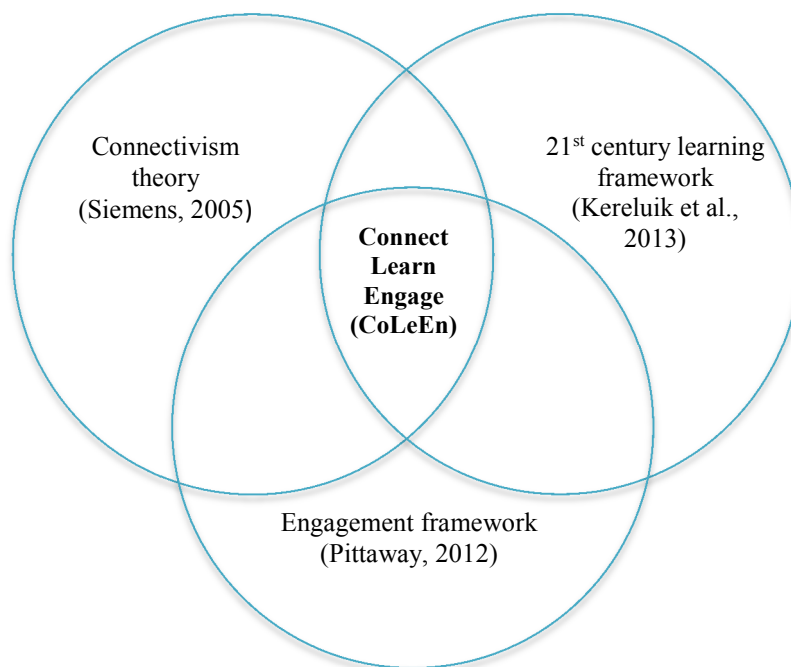 Connectivism
theory
(Siemens, 2005)
21st century learning
framework
(Kereluik et al.,
2013)
Connect
Learn
Engage
(CoLeEn)
Engagement framework
(Pittaway, 2012)